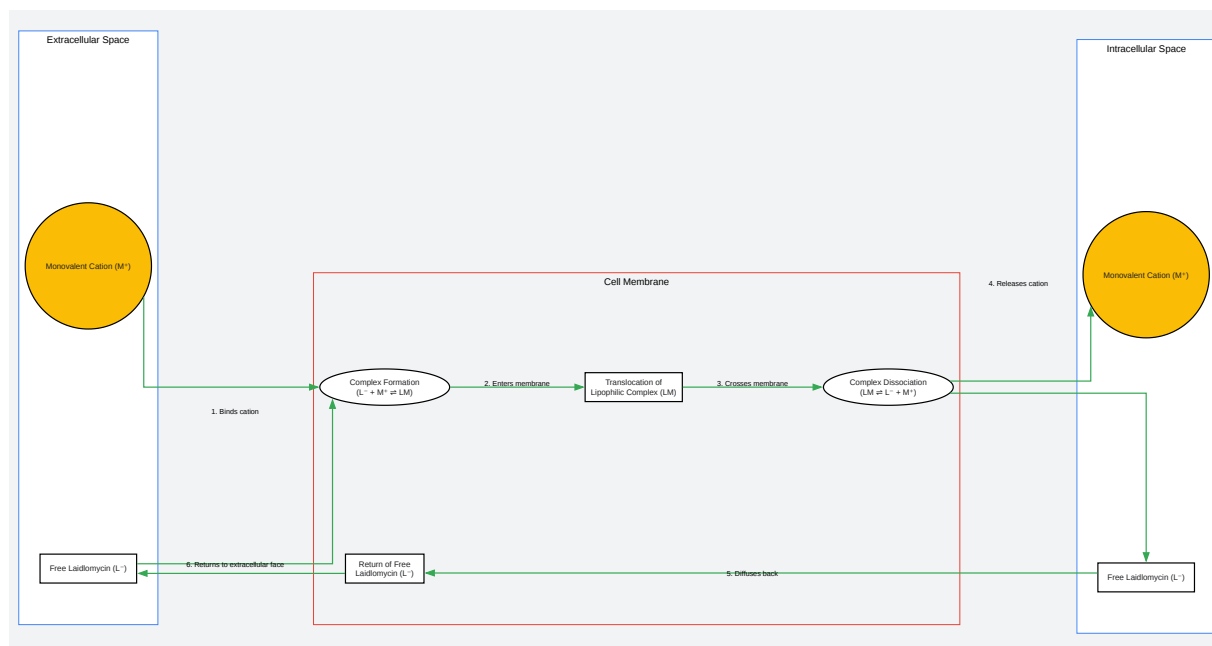 Extracellular Space
Intracellular Space
Monovalent Cation (M⁺)
Monovalent Cation (M⁺)
Cell Membrane
4. Releases cation
Complex Formation
(L⁻ + M⁺ ⇌ LM)
2. Enters membrane
Translocation of
Lipophilic Complex (LM)
3. Crosses membrane
Complex Dissociation
(LM ⇌ L⁻ + M⁺)
1. Binds cation
Free Laidlomycin (L⁻)
6. Returns to extracellular face
Return of Free
Laidlomycin (L⁻)
5. Diffuses back
Free Laidlomycin (L⁻)